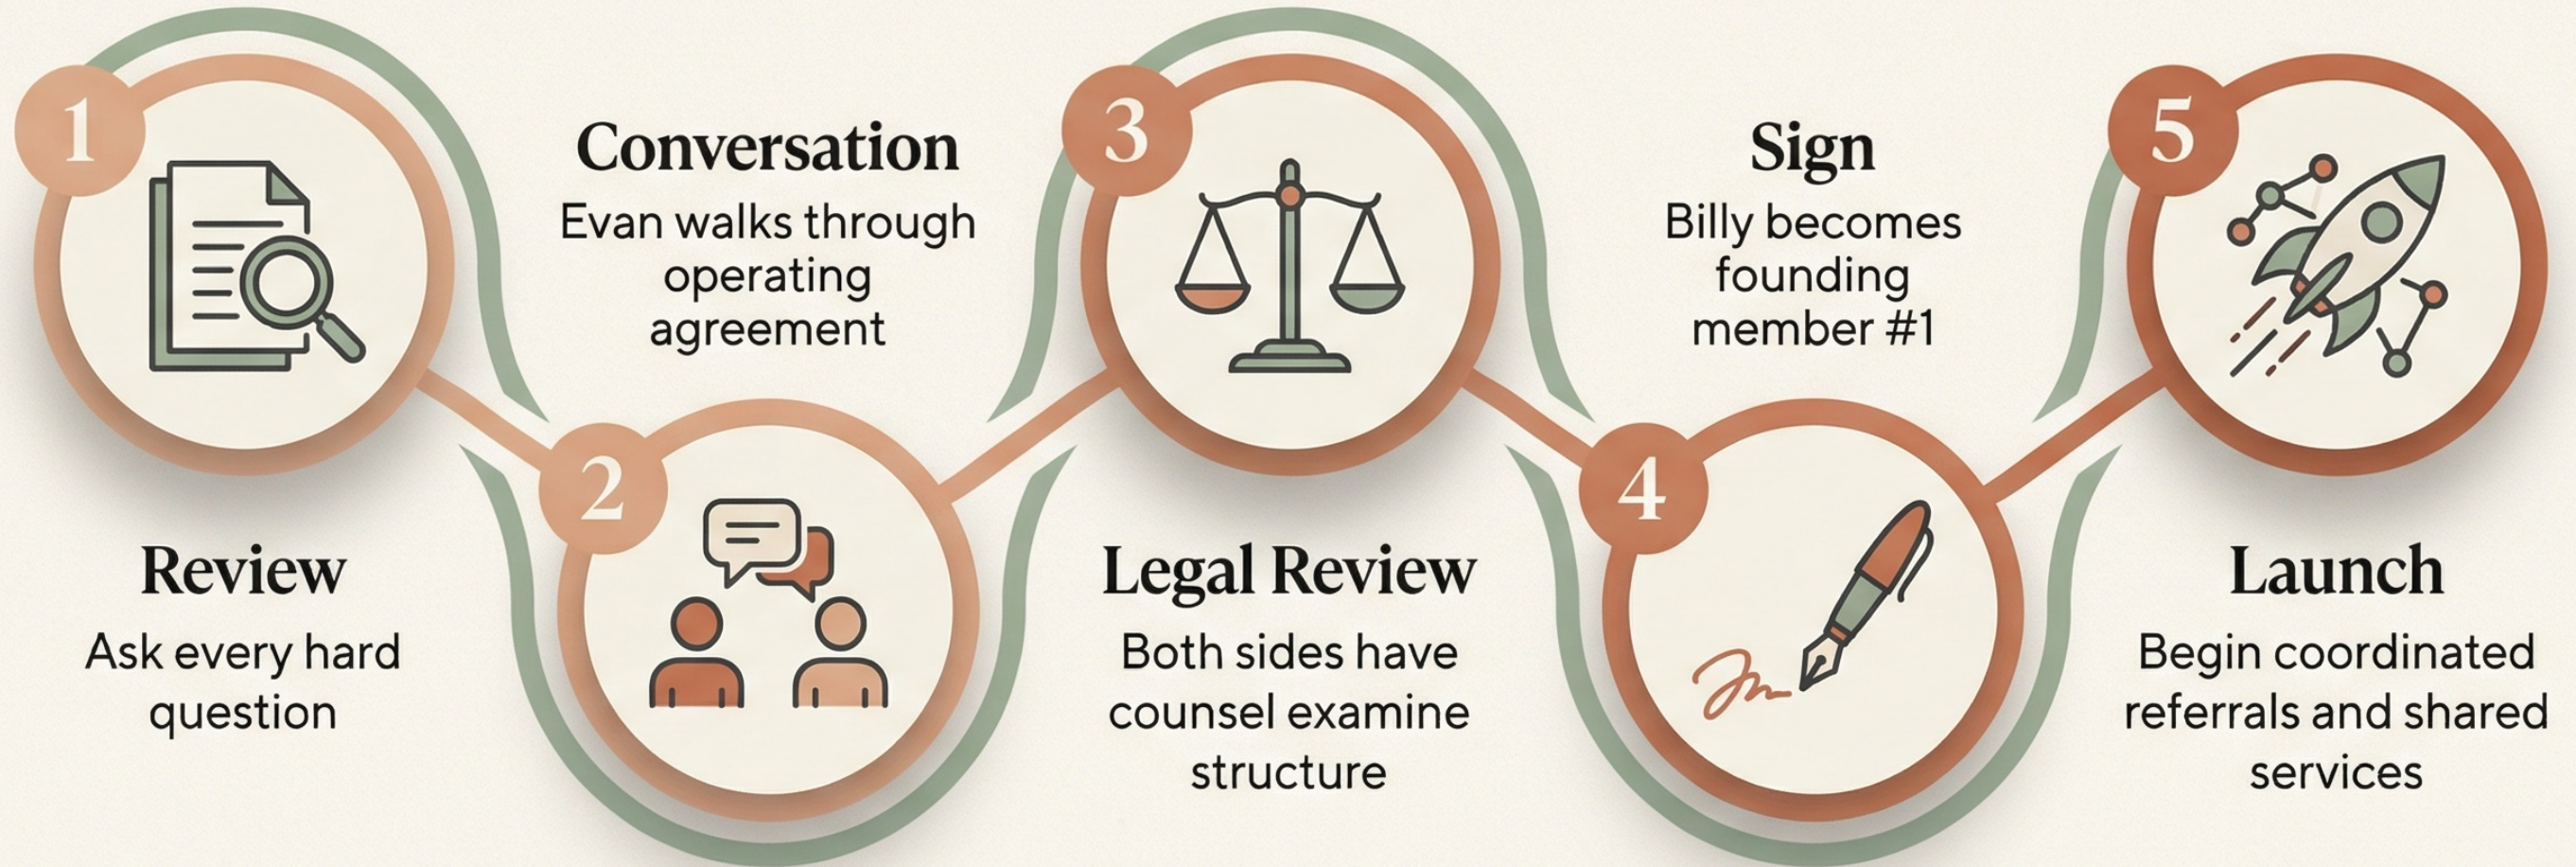 1
Review
Ask every hard
question
2
Conversation
Evan walks through
operating
agreement
3
Legal Review
Both sides have
counsel examine
structure
4
Sign
Billy becomes
founding
member #1
5
Launch
Begin coordinated
referrals and shared
services